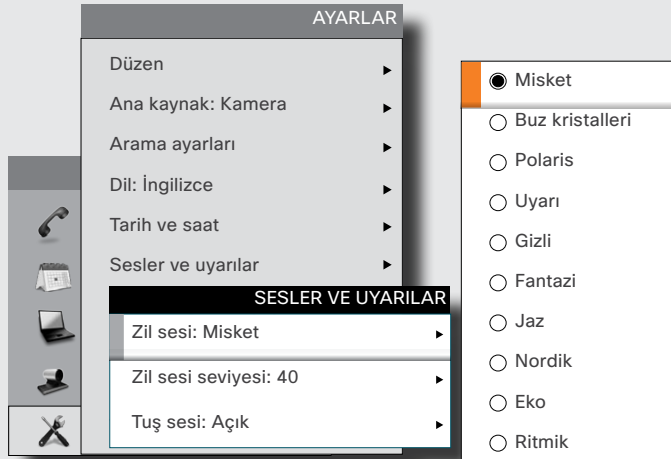 AYARLAR
Düzen
Ana kaynak: Kamera
Arama ayarları
Dil: İngilizce
Tarih ve saat
Sesler ve uyarılar
SESLER VE UYARILAR
Zil sesi: Misket
Zil sesi seviyesi: 40
Tuş sesi: Açık
Misket
Buz kristalleri
Polaris
Uyarı
Gizli
Fantazi
Jaz
Nordik
Eko
Ritmik